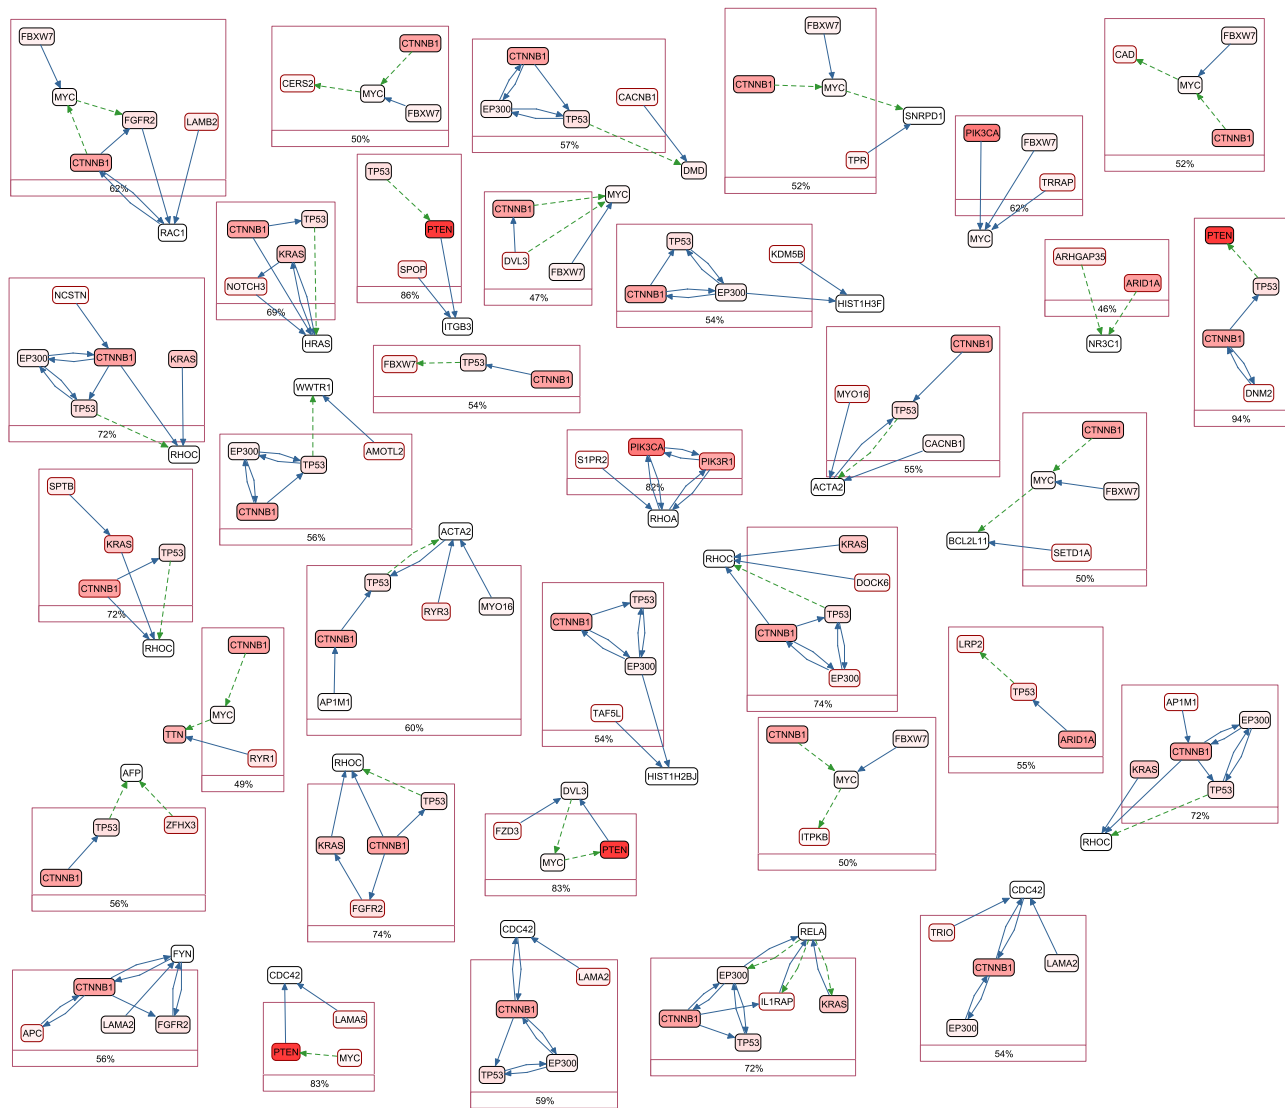 FBXW7
MYC
FGFR2
LAMB2
CTNNB1
62%
RAC1
CTNNB1
CERS2
MYC
FBXW7
50%
CTNNB1
CACNB1
EP300
TP53
57%
DMD
FBXW7
CTNNB1
MYC
SNRPD1
TPR
52%
FBXW7
CAD
MYC
CTNNB1
52%
PIK3CA
FBXW7
TRRAP
62%
MYC
TP53
PTEN
SPOP
86%
ITGB3
MYC
CTNNB1
DVL3
FBXW7
47%
CTNNB1
TP53
KRAS
NOTCH3
69%
HRAS
TP53
KDM5B
CTNNB1
EP300
HIST1H3F
54%
ARHGAP35
ARID1A
46%
NR3C1
PTEN
TP53
CTNNB1
DNM2
94%
NCSTN
EP300
CTNNB1
KRAS
TP53
72%
RHOC
FBXW7
TP53
CTNNB1
54%
CTNNB1
MYO16
TP53
CACNB1
55%
ACTA2
WWTR1
AMOTL2
EP300
TP53
CTNNB1
56%
S1PR2
PIK3CA
PIK3R1
82%
RHOA
CTNNB1
MYC
FBXW7
BCL2L11
SETD1A
50%
SPTB
KRAS
TP53
CTNNB1
72%
RHOC
ACTA2
TP53
RYR3
MYO16
CTNNB1
AP1M1
60%
TP53
CTNNB1
EP300
TAF5L
54%
HIST1H2BJ
KRAS
RHOC
DOCK6
TP53
CTNNB1
EP300
74%
LRP2
TP53
ARID1A
55%
CTNNB1
MYC
TTN
RYR1
49%
AP1M1
EP300
CTNNB1
KRAS
TP53
72%
RHOC
CTNNB1
FBXW7
MYC
ITPKB
50%
AFP
TP53
ZFHX3
CTNNB1
56%
RHOC
TP53
KRAS
CTNNB1
FGFR2
74%
DVL3
FZD3
MYC
PTEN
83%
CDC42
TRIO
CTNNB1
LAMA2
EP300
54%
FYN
CTNNB1
APC
LAMA2
FGFR2
56%
CDC42
LAMA5
PTEN
MYC
83%
CDC42
LAMA2
CTNNB1
TP53
EP300
59%
RELA
EP300
IL1RAP
KRAS
CTNNB1
TP53
72%